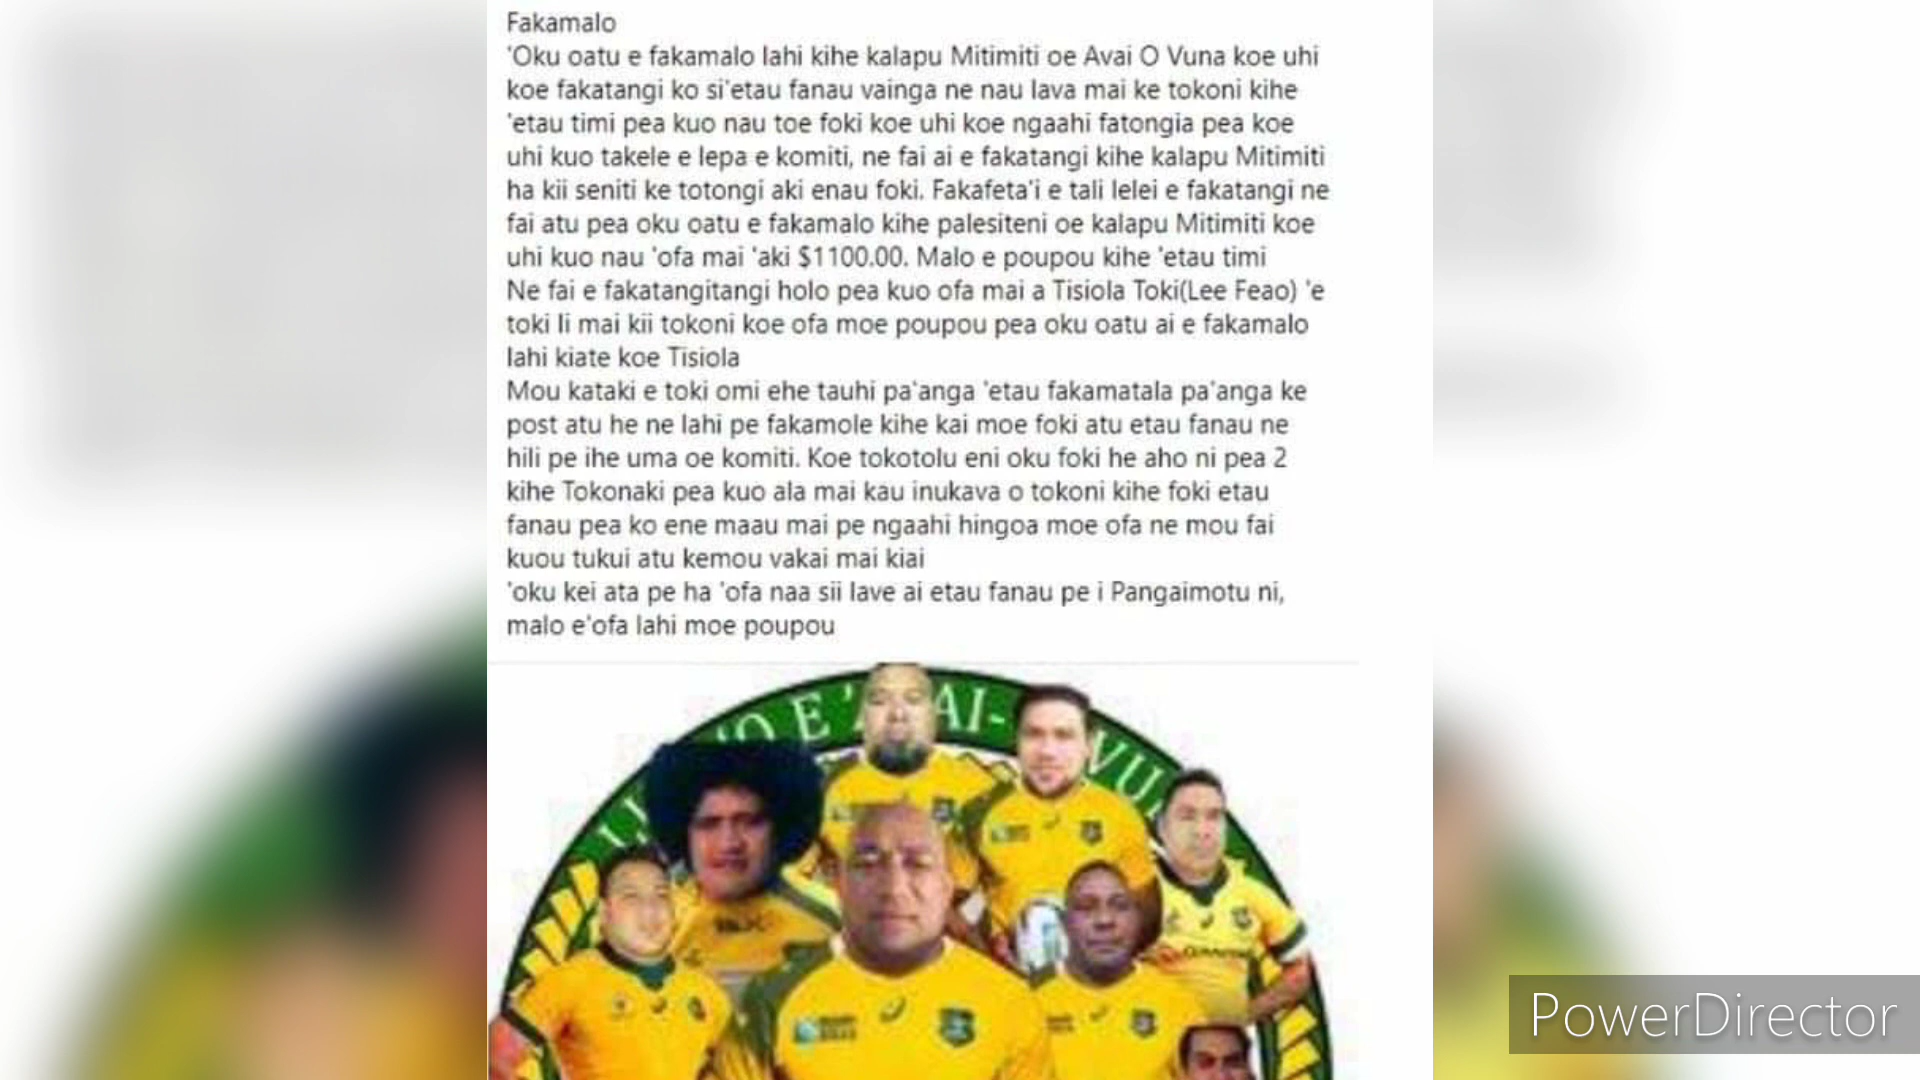 Fakamalo
'Oku oatu e fakamalo lahi kihe kalapu Mitimiti oe Avai O Vuna koe uhi
koe fakatangi ko si'etau fanau vainga ne nau lava mai ke tokoni kihe
'etau timi pea kuo nau toe foki koe uhi koe ngaahi fatongia pea koe
uhi kuo takele e lepa e komiti, ne fai ai e fakatangi kihe kalapu Mitimiti
ha kii seniti ke totongi aki enau foki. Fakafeta'i e tali lelei e fakatangi ne
fai atu pea oku oatu e fakamalo kihe palesiteni oe kalapu Mitimiti koe
uhi kuo nau 'ofa mai 'aki $1100.00. Malo e poupou kihe 'etau timi
Ne fai e fakatangitangi holo pea kuo ofa mai a Tisiola Toki(Lee Feao) 'e
toki li mai kii tokoni koe ofa moe poupou pea oku oatu ai e fakamalo
lahi kiate koe Tisiola
Mou kataki e toki omi ehe tauhi pa'anga 'etau fakamatala pa'anga ke
post atu he ne lahi pe fakamole kihe kai moe foki atu etau fanau ne
hili pe ihe uma oe komiti. Koe tokotolu eni oku foki he aho ni pea 2
kihe Tokonaki pea kuo ala mai kau inukava o tokoni kihe foki etau
fanau pea ko ene maau mai pe ngaahi hingoa moe ofa ne mou fai
kuou tukui atu kemou vakai mai kiai
'oku kei ata pe ha 'ofa naa sii lave ai etau fanau pe i Pangaimotu ni,
malo e'ofa lahi moe poupou
O E 'AI- VU
PowerDirector